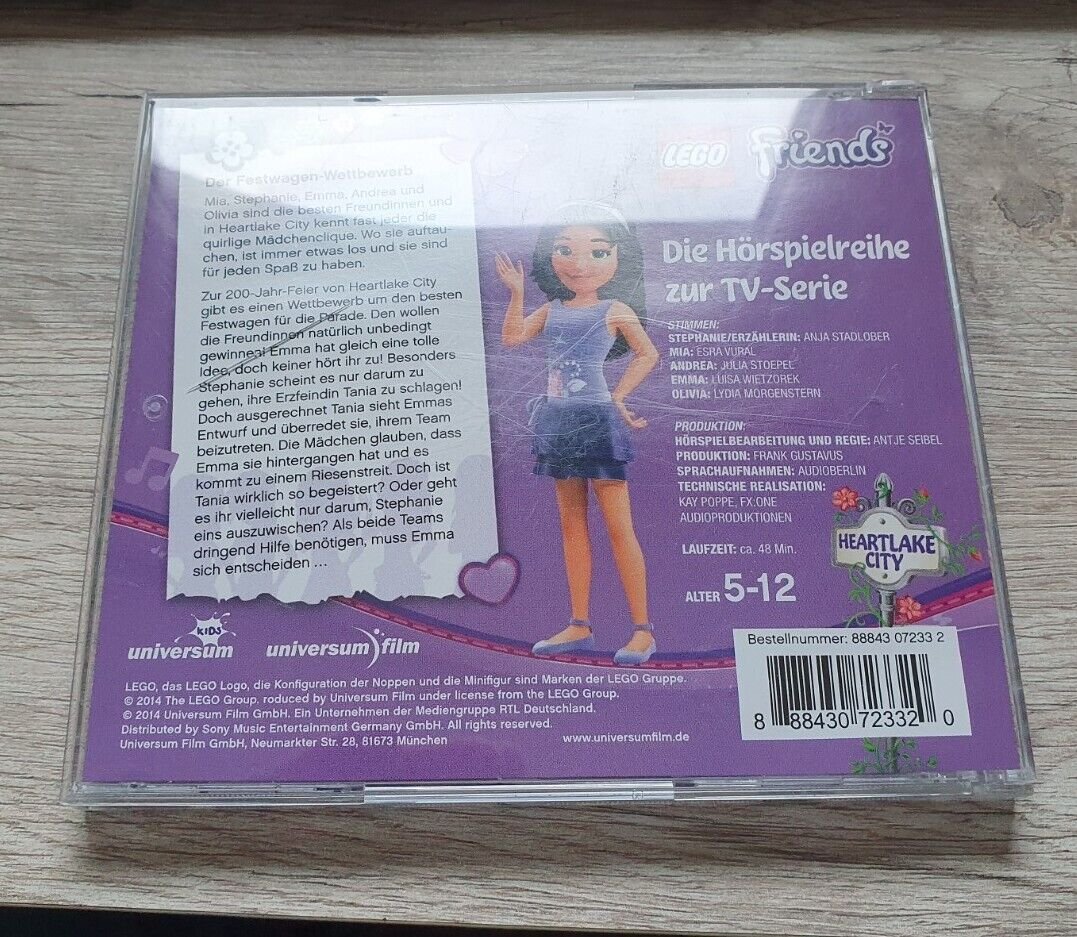 Der Festwagen-Wettbewerb
Mia, Stephanie, Emma, Andrea und
Olivia sind die besten Freundinnen und
in Heartlake City kennt fast jeder die
quirlige Mädchenclique. Wo sie auftau-
chen, ist immer etwas los und sie sind
für jeden Spaß zu haben.
Zur 200-Jahr-Feier von Heartlake City
gibt es einen Wettbewerb um den besten
Festwagen für die Parade. Den wollen
die Freundinnen natürlich unbedingt
gewinnen! Emma hat gleich eine tolle
Idee, doch keiner hört ihr zu! Besonders
Stephanie scheint es nur darum zu
gehen, ihre Erzfeindin Tania zu schlagen!
Doch ausgerechnet Tania sieht Emmas
Entwurf und überredet sie, ihrem Team
beizutreten. Die Mädchen glauben, dass
Emma sie hintergangen hat und es
kommt zu einem Riesenstreit. Doch ist
Tania wirklich so begeistert? Oder geht
es ihr vielleicht nur darum, Stephanie
eins auszuwischen? Als beide Teams
dringend Hilfe benötigen, muss Emma
sich entscheiden ...
LEGO friends
Die Hörspielreihe
zur TV-Serie
STIMMEN:
STEPHANIE/ERZÄHLERIN: ANJA STADLOBER
MIA: ESRA VURAL
ANDREA: JULIA STOEPEL
EMMA: LUISA WIETZOREK
OLIVIA: LYDIA MORGENSTERN
PRODUKTION:
HÖRSPIELBEARBEITUNG UND REGIE: ANTJE SEIBEL
PRODUKTION: FRANK GUSTAVUS
SPRACHAUFNAHMEN: AUDIOBERLIN
TECHNISCHE REALISATION:
KAY POPPE, FX:ONE
AUDIOPRODUKTIONEN
LAUFZEIT: ca. 48 Min.
ALTER 5-12
HEARTLAKE
CITY
KIDS
universum
universum film
LEGO, das LEGO Logo, die Konfiguration der Noppen und die Minifigur sind Marken der LEGO Gruppe.
© 2014 The LEGO Group. roduced by Universum Film under license from the LEGO Group.
© 2014 Universum Film GmbH. Ein Unternehmen der Mediengruppe RTL Deutschland.
Distributed by Sony Music Entertainment Germany GmbH. All rights reserved.
Universum Film GmbH, Neumarkter Str. 28, 81673 München
www.universumfilm.de
Bestellnummer: 88843 07233 2
8 88430 72332 0